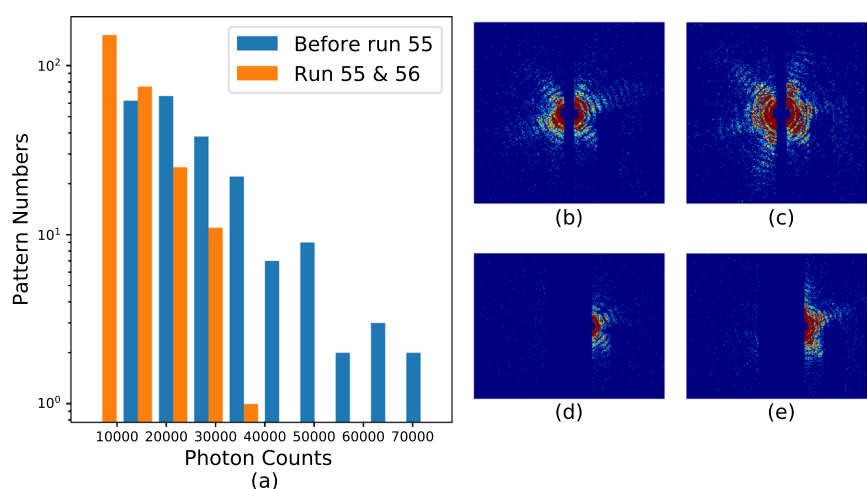 Before run 55
Run 55 & 56
10²
10¹
10⁰
Pattern Numbers
10000 20000 30000 40000 50000 60000 70000
Photon Counts
(a)
(b)
(c)
(d)
(e)